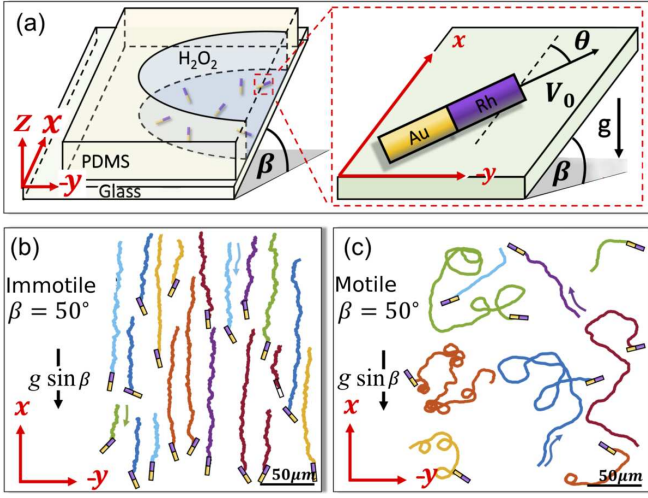 (a)
H₂O₂
PDMS
Glass
Z
x
-y
β
x
Au
Rh
θ
V₀
g
-y
β
(b)
Immotile
β = 50°
g sin β
x
-y
50μm
(c)
Motile
β = 50°
g sin β
x
-y
50μm